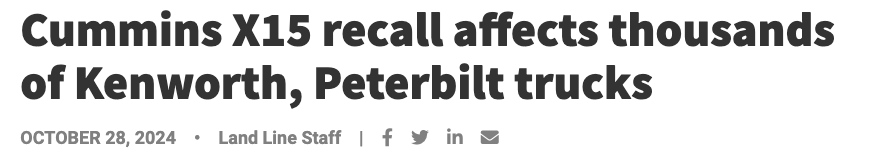 Cummins X15 recall affects thousands
of Kenworth, Peterbilt trucks
OCTOBER 28, 2024 • Land Line Staff |